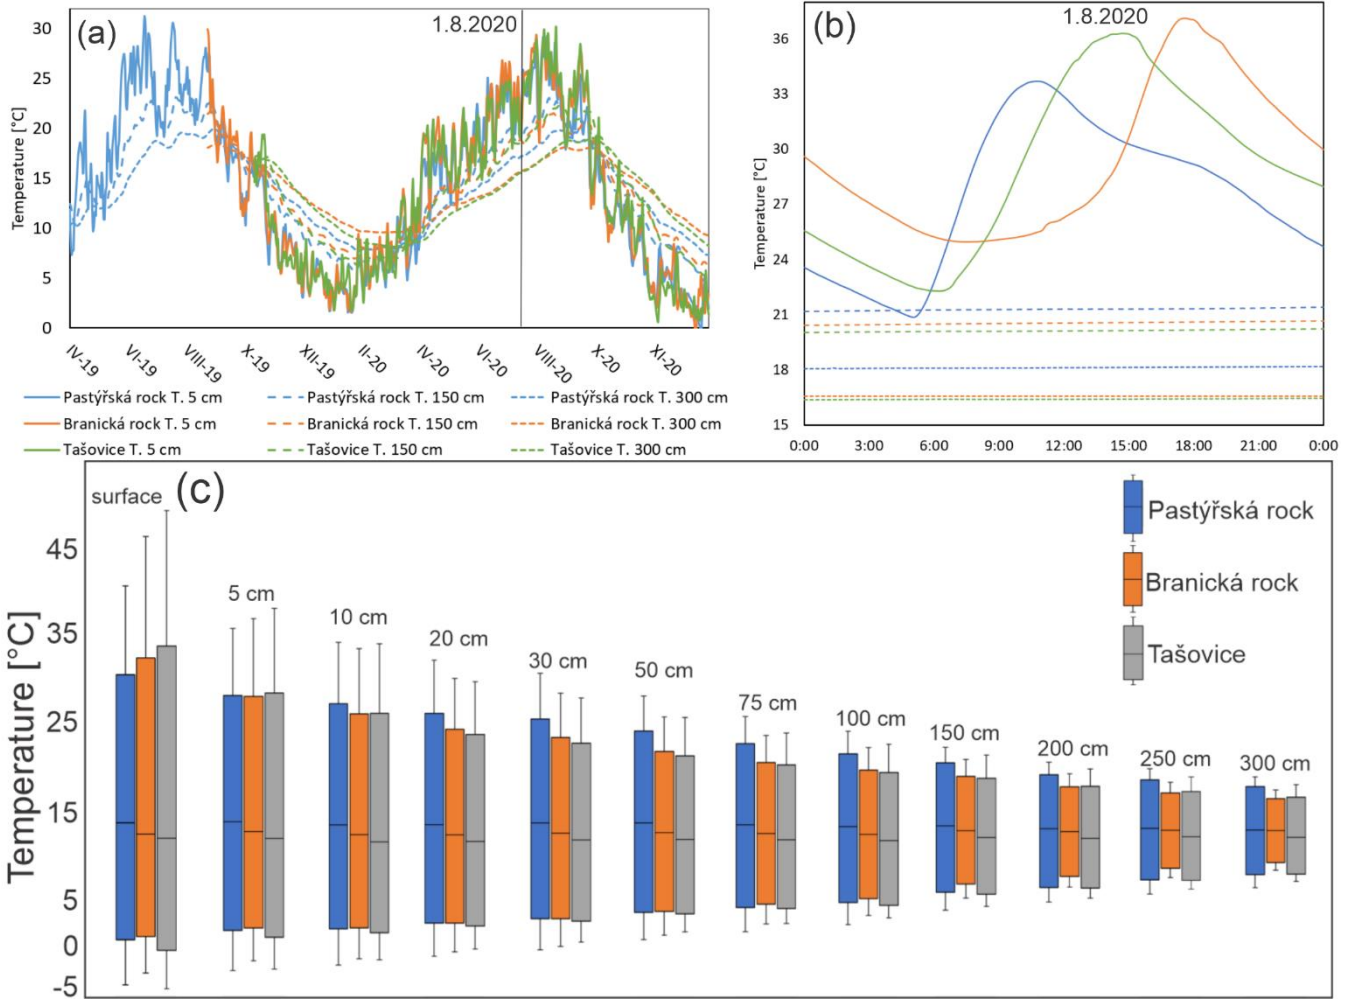 (a)
1.8.2020
Temperature [°C]
30
25
20
15
10
5
0
IV-19
VI-19
VIII-19
X-19
XII-19
II-20
IV-20
VI-20
VIII-20
X-20
XI-20
Pastýřská rock T. 5 cm
Pastýřská rock T. 150 cm
Pastýřská rock T. 300 cm
Branická rock T. 5 cm
Branická rock T. 150 cm
Branická rock T. 300 cm
Tašovice T. 5 cm
Tašovice T. 150 cm
Tašovice T. 300 cm
(b)
1.8.2020
Temperature [°C]
36
33
30
27
24
21
18
15
0:00
3:00
6:00
9:00
12:00
15:00
18:00
21:00
0:00
(c)
Temperature [°C]
45
35
25
15
5
0
-5
surface
5 cm
10 cm
20 cm
30 cm
50 cm
75 cm
100 cm
150 cm
200 cm
250 cm
300 cm
Pastýřská rock
Branická rock
Tašovice